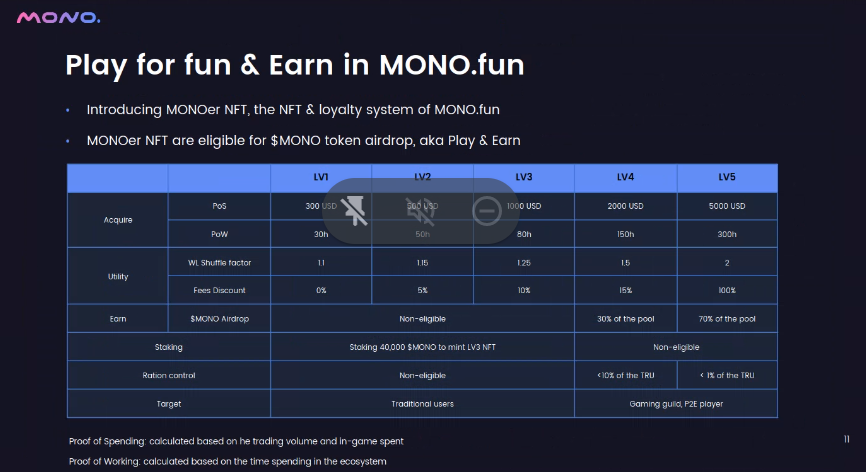 MONO.
Play for fun & Earn in MONO.fun
• Introducing MONOer NFT, the NFT & loyalty system of MONO.fun
• MONOer NFT are eligible for $MONO token airdrop, aka Play & Earn
LV1 LV2 LV3 LV4 LV5
Acquire
PoS 300 USD 500 USD 1000 USD 2000 USD 5000 USD
PoW 30h 50h 80h 150h 300h
Utility
WL Shuffle factor 1.1 1.15 1.25 1.5 2
Fees Discount 0% 5% 10% 15% 100%
Earn $MONO Airdrop Non-eligible 30% of the pool 70% of the pool
Staking Staking 40,000 $MONO to mint LV3 NFT Non-eligible
Ration control Non-eligible <10% of the TRU < 1% of the TRU
Target Traditional users Gaming guild, P2E player
Proof of Spending: calculated based on he trading volume and in-game spent
Proof of Working: calculated based on the time spending in the ecosystem
11